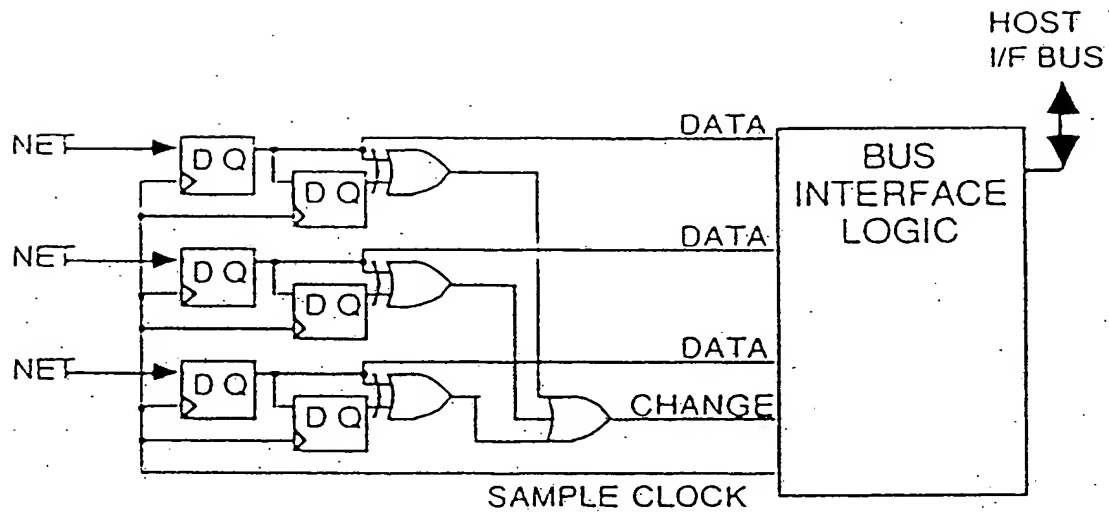 HOST
I/F BUS
NET
D Q
DATA
D Q
BUS
INTERFACE
LOGIC
NET
D Q
DATA
D Q
NET
D Q
DATA
D Q
CHANGE
SAMPLE CLOCK